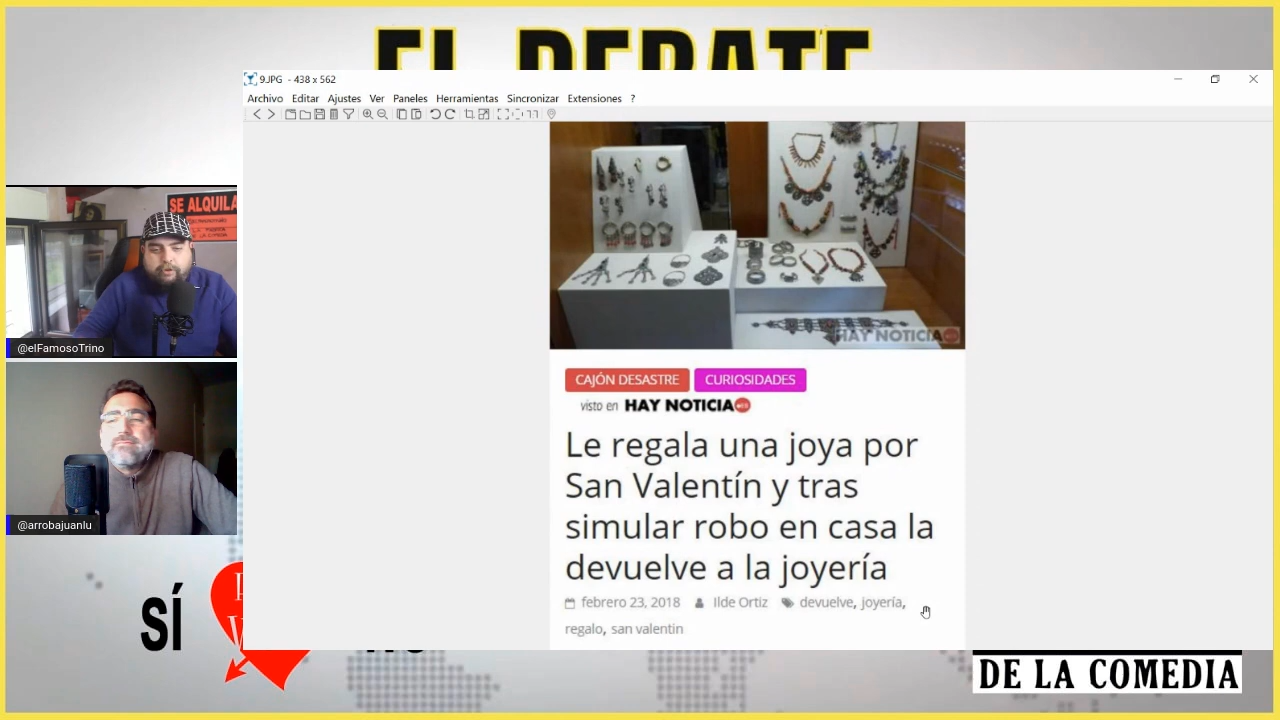 EL DEBATE
9.JPG - 438 x 562
Archivo Editar Ajustes Ver Paneles Herramientas Sincronizar Extensiones ?
SE ALQUILA
@elFamosoTrino
@arrobajuanlu
HAY NOTICIA
CAJÓN DESASTRE CURIOSIDADES
visto en HAY NOTICIA
Le regala una joya por
San Valentín y tras
simular robo en casa la
devuelve a la joyería
febrero 23, 2018 Ilde Ortiz devuelve, joyería,
regalo, san valentin
SÍ
DE LA COMEDIA